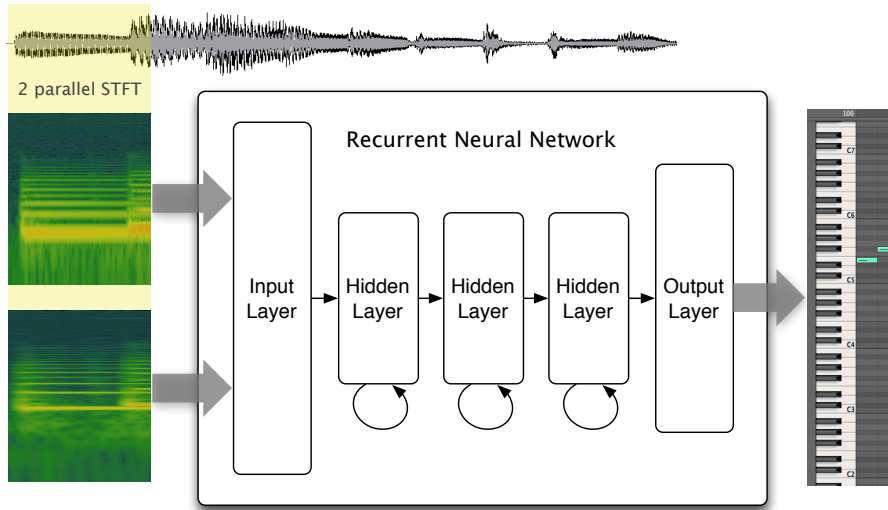 2 parallel STFT
Recurrent Neural Network
Input
Layer
Hidden
Layer
Hidden
Layer
Hidden
Layer
Output
Layer
100
C7
C6
C5
C4
C3
C2